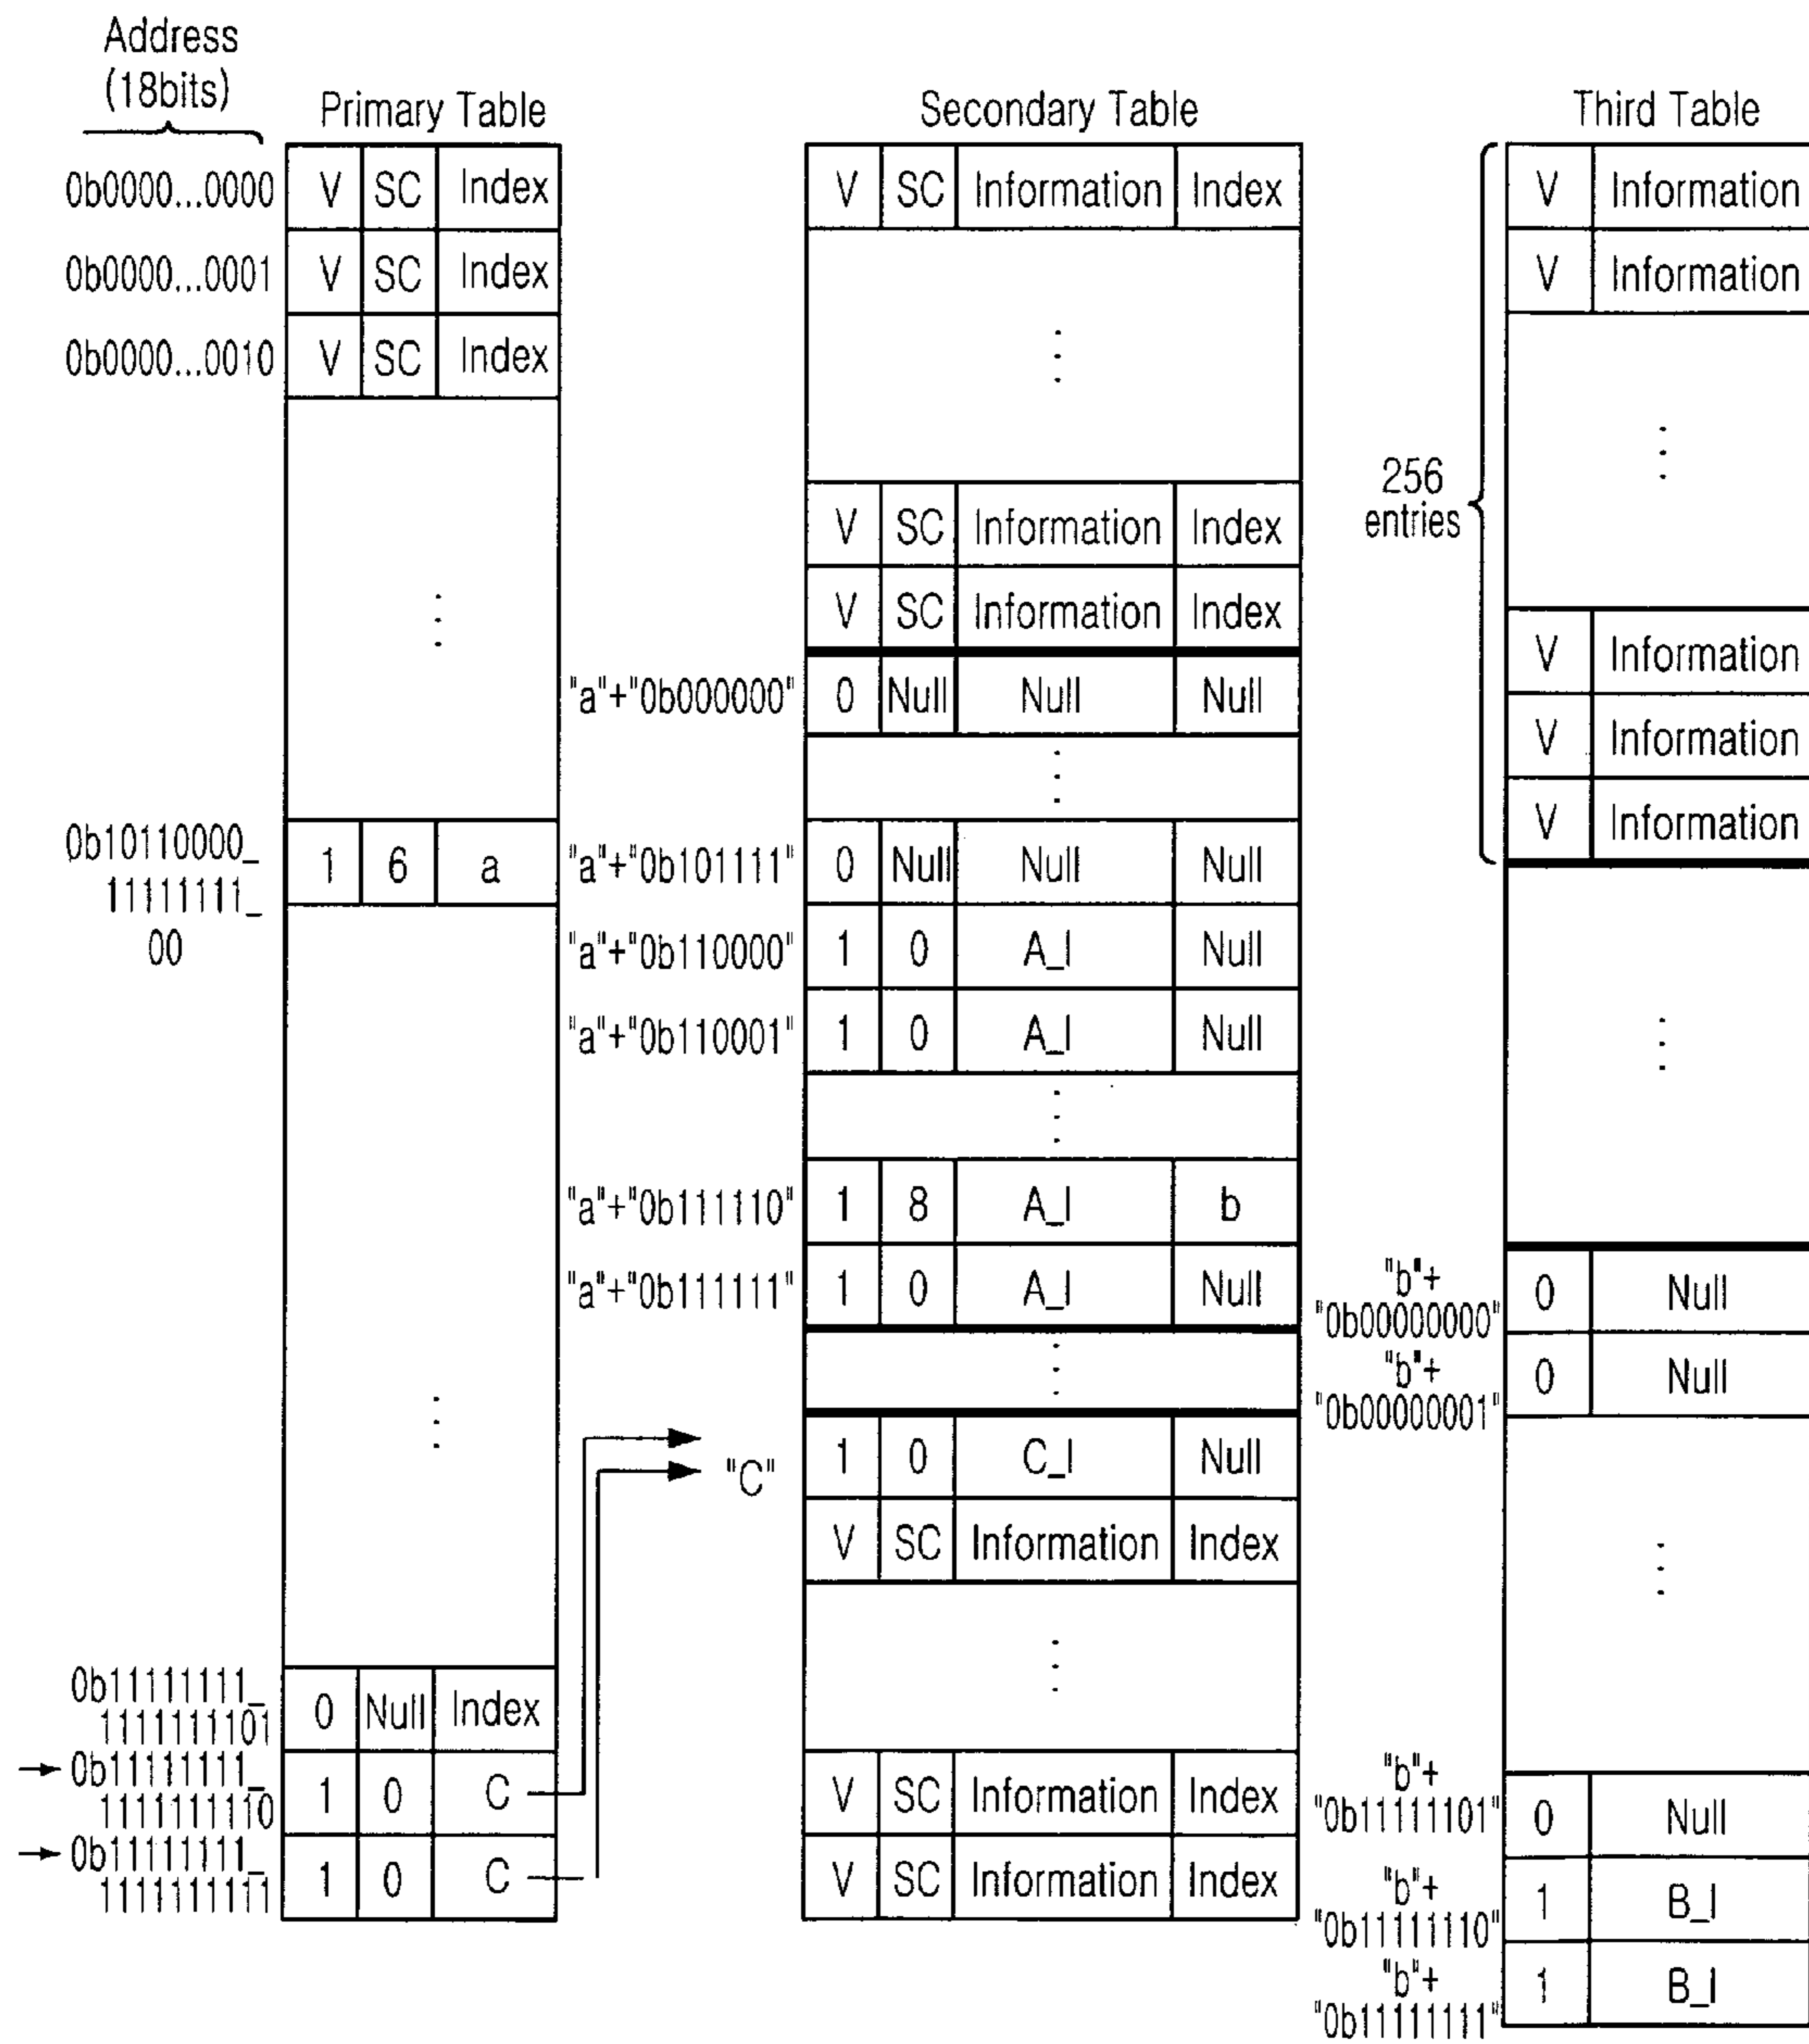 Address
(18bits)
Primary Table
0b0000...0000 V SC Index
0b0000...0001 V SC Index
0b0000...0010 V SC Index
0b10110000_
11111111_
00
1 6 a
0b11111111_
1111111101
0 Null Index
0b11111111_
1111111110
1 0 C
0b11111111_
1111111111
1 0 C
Secondary Table
V SC Information Index
V SC Information Index
V SC Information Index
"a"+"0b000000" 0 Null Null Null
"a"+"0b101111" 0 Null Null Null
"a"+"0b110000" 1 0 A_I Null
"a"+"0b110001" 1 0 A_I Null
"a"+"0b111110" 1 8 A_I b
"a"+"0b111111" 1 0 A_I Null
"C" 1 0 C_I Null
V SC Information Index
V SC Information Index
V SC Information Index
Third Table
256
entries
V Information
V Information
V Information
V Information
V Information
"b"+
"0b00000000"
0 Null
"b"+
"0b00000001"
0 Null
"b"+
"0b11111101"
0 Null
"b"+
"0b11111110"
1 B_I
"b"+
"0b11111111"
1 B_I